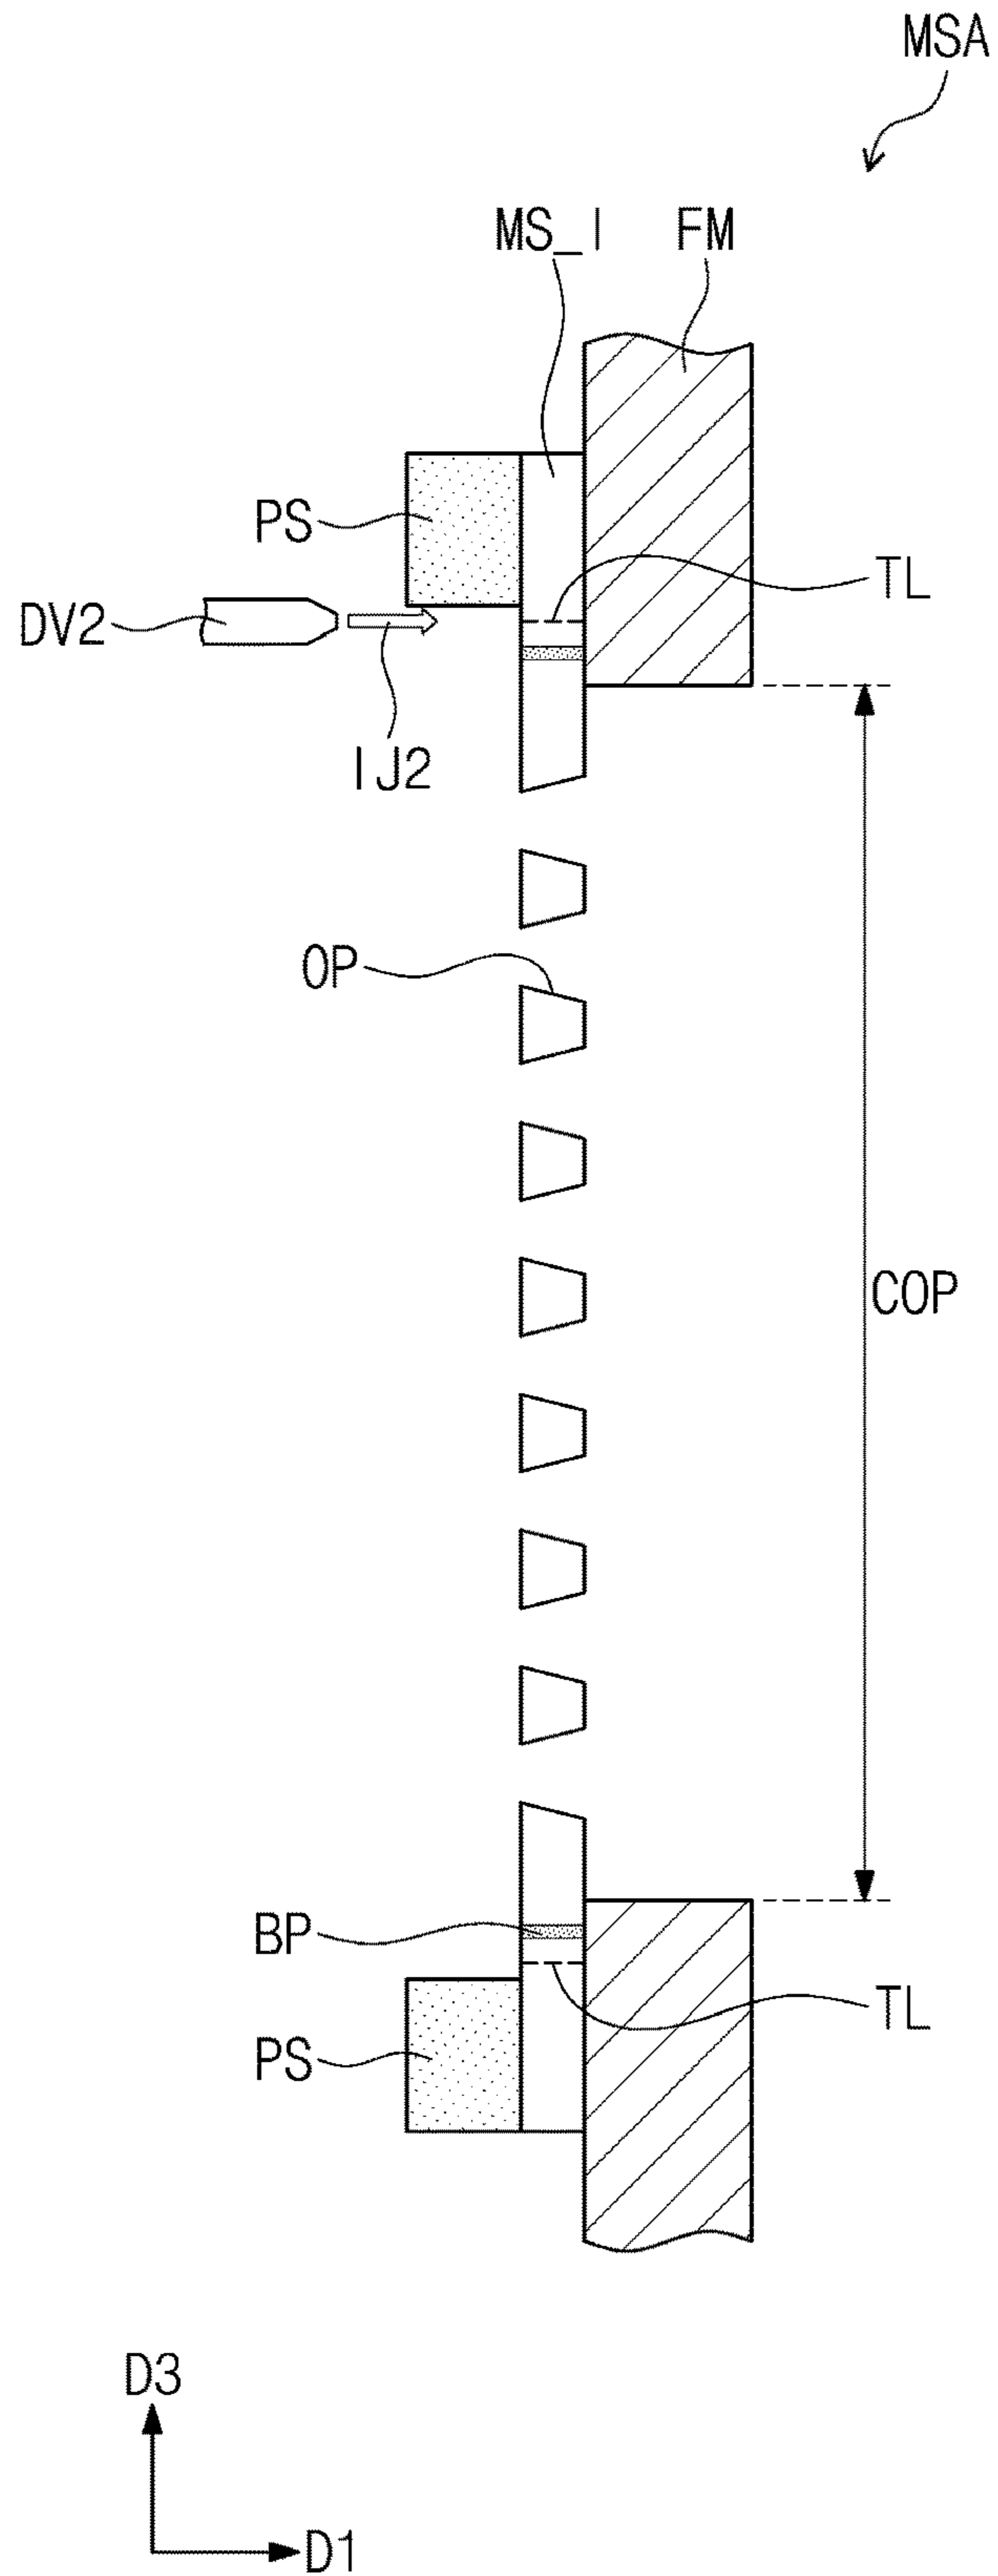 MSA
MS_I FM
PS
TL
DV2
IJ2
OP
COP
BP
TL
PS
D3
D1